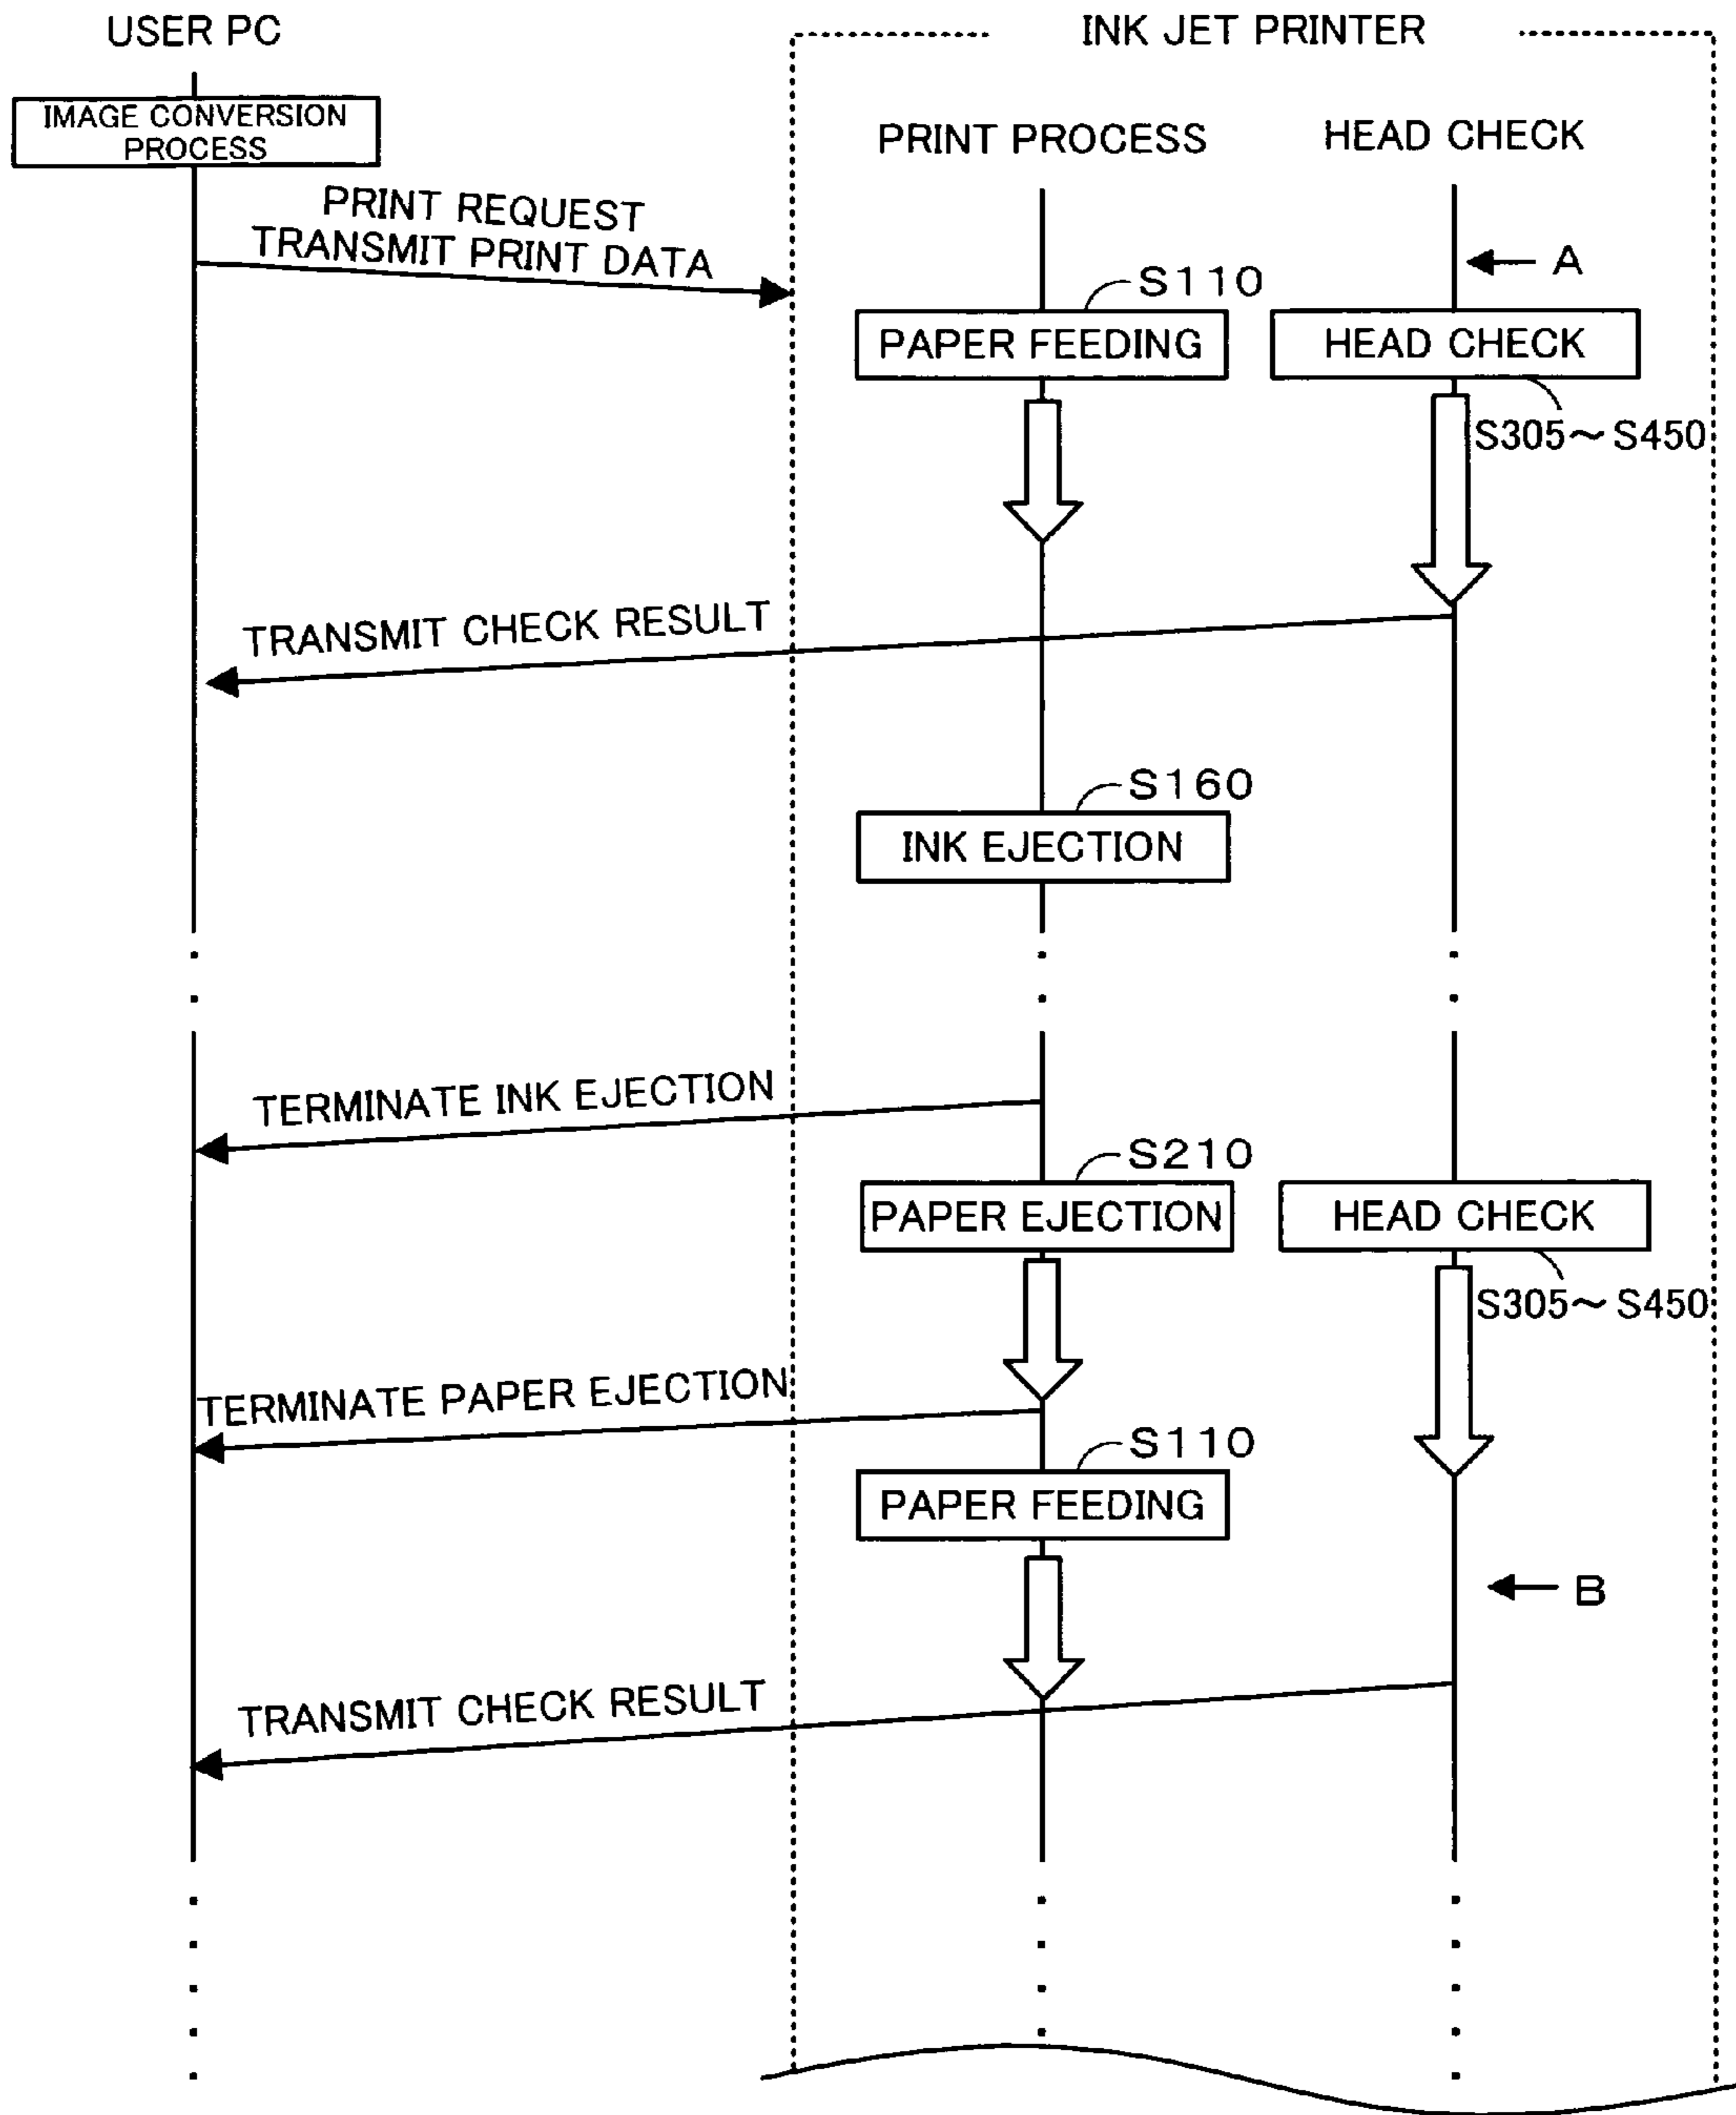 USER PC
INK JET PRINTER
IMAGE CONVERSION
PROCESS
PRINT PROCESS
HEAD CHECK
PRINT REQUEST
TRANSMIT PRINT DATA
A
S110
PAPER FEEDING
HEAD CHECK
S305～S450
TRANSMIT CHECK RESULT
S160
INK EJECTION
TERMINATE INK EJECTION
S210
PAPER EJECTION
HEAD CHECK
S305～S450
TERMINATE PAPER EJECTION
S110
PAPER FEEDING
B
TRANSMIT CHECK RESULT